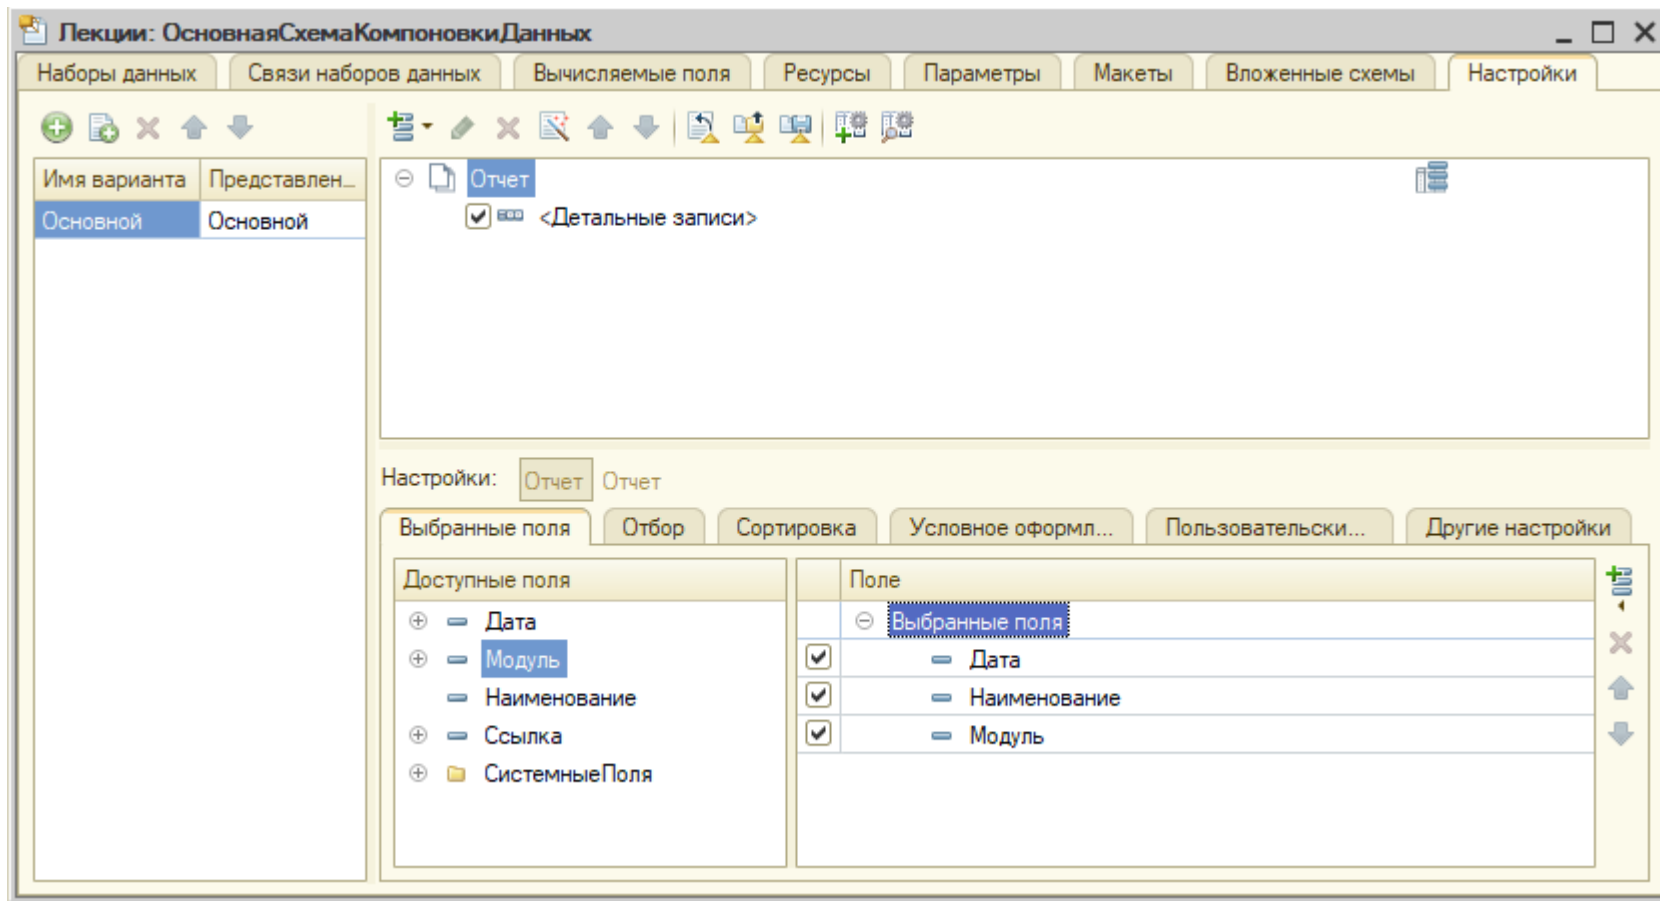 Лекции: ОсновнаяСхемаКомпоновкиДанных
Наборы данных Связи наборов данных Вычисляемые поля Ресурсы Параметры Макеты Вложенные схемы Настройки
Имя варианта Представлен...
Основной Основной
Отчет
<Детальные записи>
Настройки: Отчет Отчет
Выбранные поля Отбор Сортировка Условное оформл... Пользовательски... Другие настройки
Доступные поля
Дата
Модуль
Наименование
Ссылка
СистемныеПоля
Поле
Выбранные поля
Дата
Наименование
Модуль